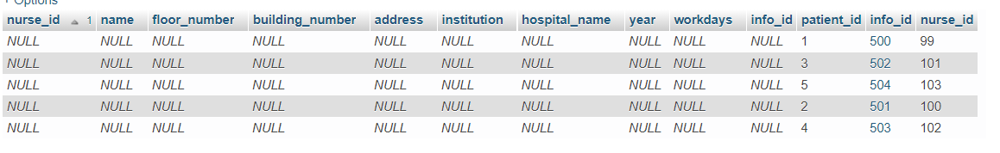 + Options
nurse_id 1 name floor_number building_number address institution hospital_name year workdays info_id patient_id info_id nurse_id
NULL NULL NULL NULL NULL NULL NULL NULL NULL NULL 1 500 99
NULL NULL NULL NULL NULL NULL NULL NULL NULL NULL 3 502 101
NULL NULL NULL NULL NULL NULL NULL NULL NULL NULL 5 504 103
NULL NULL NULL NULL NULL NULL NULL NULL NULL NULL 2 501 100
NULL NULL NULL NULL NULL NULL NULL NULL NULL NULL 4 503 102